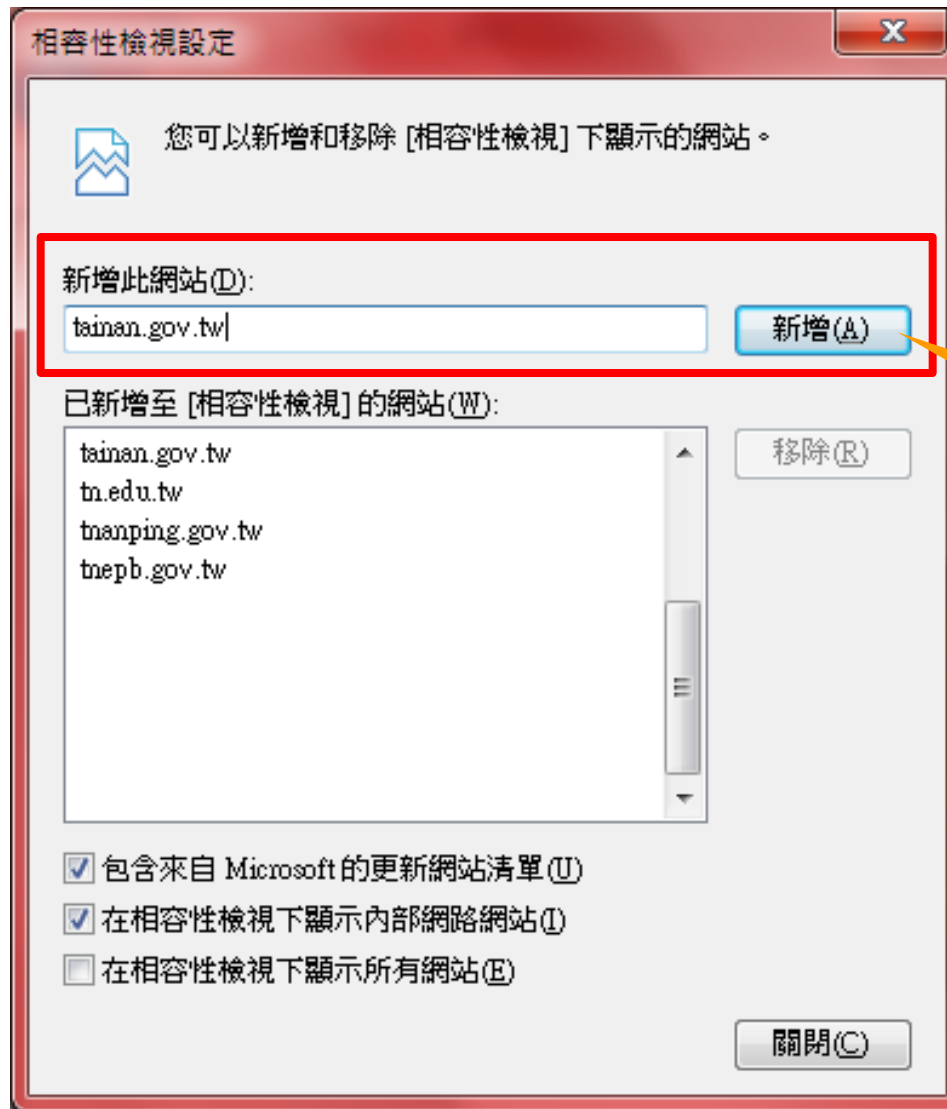 相容性檢視設定
您可以新增和移除 [相容性檢視] 下顯示的網站。
新增此網站(D):
tainan.gov.tw
新增(A)
已新增至 [相容性檢視] 的網站(W):
tainan.gov.tw
移除(R)
tn.edu.tw
tnanping.gov.tw
tnepb.gov.tw
包含來自 Microsoft 的更新網站清單(U)
在相容性檢視下顯示內部網路網站(I)
在相容性檢視下顯示所有網站(E)
關閉(C)